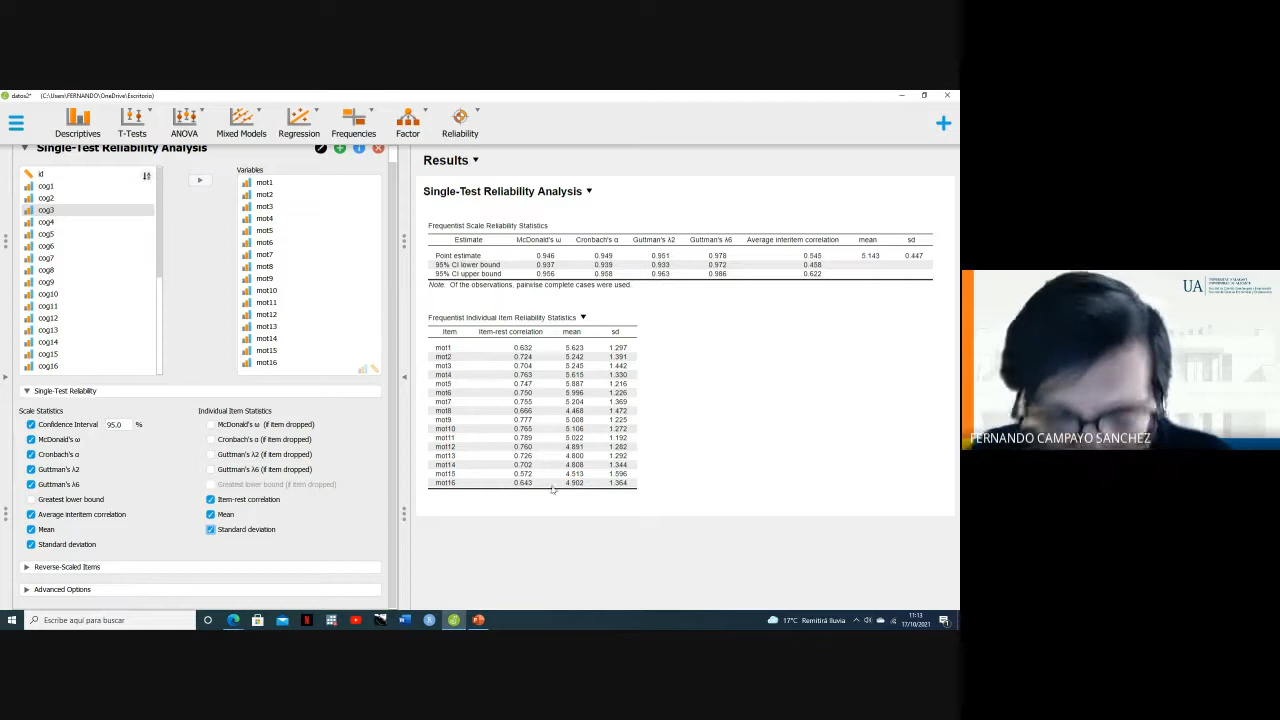 datos2* (C:\Users\FERNANDO\OneDrive\Escritorio)
Descriptives T-Tests ANOVA Mixed Models Regression Frequencies Factor Reliability
Single-Test Reliability Analysis
id
cog1
cog2
cog3
cog4
cog5
cog6
cog7
cog8
cog9
cog10
cog11
cog12
cog13
cog14
cog15
cog16
Variables
mot1
mot2
mot3
mot4
mot5
mot6
mot7
mot8
mot9
mot10
mot11
mot12
mot13
mot14
mot15
mot16
Single-Test Reliability
Scale Statistics
Confidence Interval 95.0 %
McDonald's ω
Cronbach's α
Guttman's λ2
Guttman's λ6
Greatest lower bound
Average interitem correlation
Mean
Standard deviation
Individual Item Statistics
McDonald's ω (if item dropped)
Cronbach's α (if item dropped)
Guttman's λ2 (if item dropped)
Guttman's λ6 (if item dropped)
Greatest lower bound (if item dropped)
Item-rest correlation
Mean
Standard deviation
Reverse-Scaled Items
Advanced Options
Results
Single-Test Reliability Analysis
Frequentist Scale Reliability Statistics
Estimate McDonald's ω Cronbach's α Guttman's λ2 Guttman's λ6 Average interitem correlation mean sd
Point estimate 0.946 0.949 0.951 0.978 0.545 5.143 0.447
95% CI lower bound 0.937 0.939 0.933 0.972 0.458
95% CI upper bound 0.956 0.958 0.963 0.986 0.622
Note. Of the observations, pairwise complete cases were used.
Frequentist Individual Item Reliability Statistics
Item Item-rest correlation mean sd
mot1 0.632 5.623 1.297
mot2 0.724 5.242 1.391
mot3 0.704 5.245 1.442
mot4 0.763 5.615 1.330
mot5 0.747 5.887 1.216
mot6 0.750 5.996 1.226
mot7 0.755 5.204 1.369
mot8 0.666 4.468 1.472
mot9 0.777 5.008 1.225
mot10 0.765 5.106 1.272
mot11 0.789 5.022 1.192
mot12 0.760 4.891 1.282
mot13 0.726 4.800 1.292
mot14 0.702 4.808 1.344
mot15 0.572 4.513 1.596
mot16 0.643 4.902 1.364
Escribe aquí para buscar
17°C Remitirá lluvia
11:13
17/10/2021
UA
FERNANDO CAMPAYO SANCHEZ